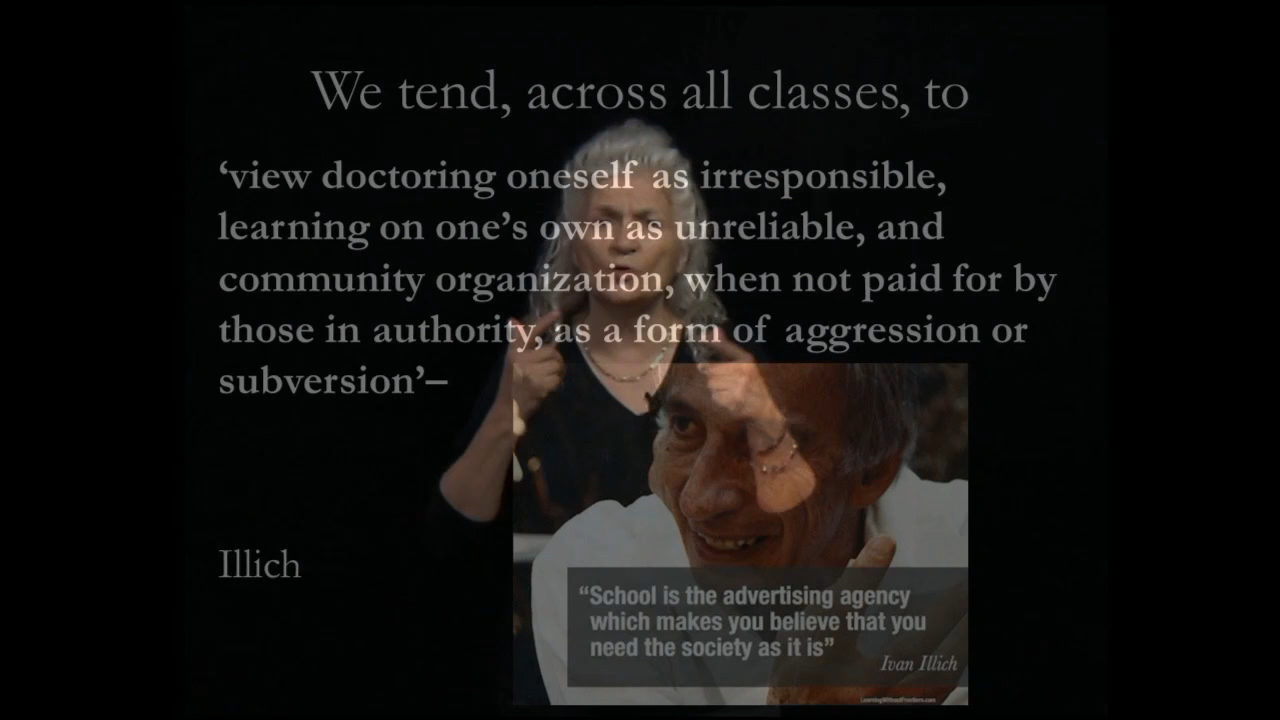 We tend, across all classes, to
‘view doctoring oneself as irresponsible,
learning on one’s own as unreliable, and
community organization, when not paid for by
those in authority, as a form of aggression or
subversion’–
Illich
“School is the advertising agency
which makes you believe that you
need the society as it is”
Ivan Illich
LearningWithoutFrontiers.com